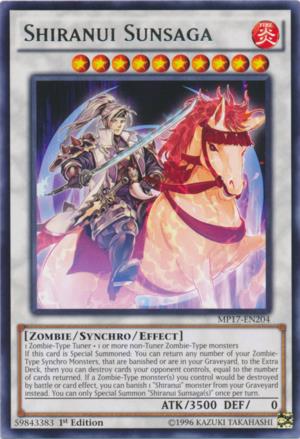 SHIRANUI SUNSAGA
FIRE
炎
MP17-EN204
[ZOMBIE/SYNCHRO/EFFECT]
1 Zombie-Type Tuner + 1 or more non-Tuner Zombie-Type monsters
If this card is Special Summoned: You can return any number of your Zombie-
Type Synchro Monsters, that are banished or are in your Graveyard, to the Extra
Deck, then you can destroy cards your opponent controls, equal to the number
of cards returned. If a Zombie-Type monster(s) you control would be destroyed
by battle or card effect, you can banish 1 "Shiranui" monster from your Graveyard
instead. You can only Special Summon "Shiranui Sunsaga(s)" once per turn.
ATK/3500 DEF/ 0
59843383 1st Edition ©1996 KAZUKI TAKAHASHI